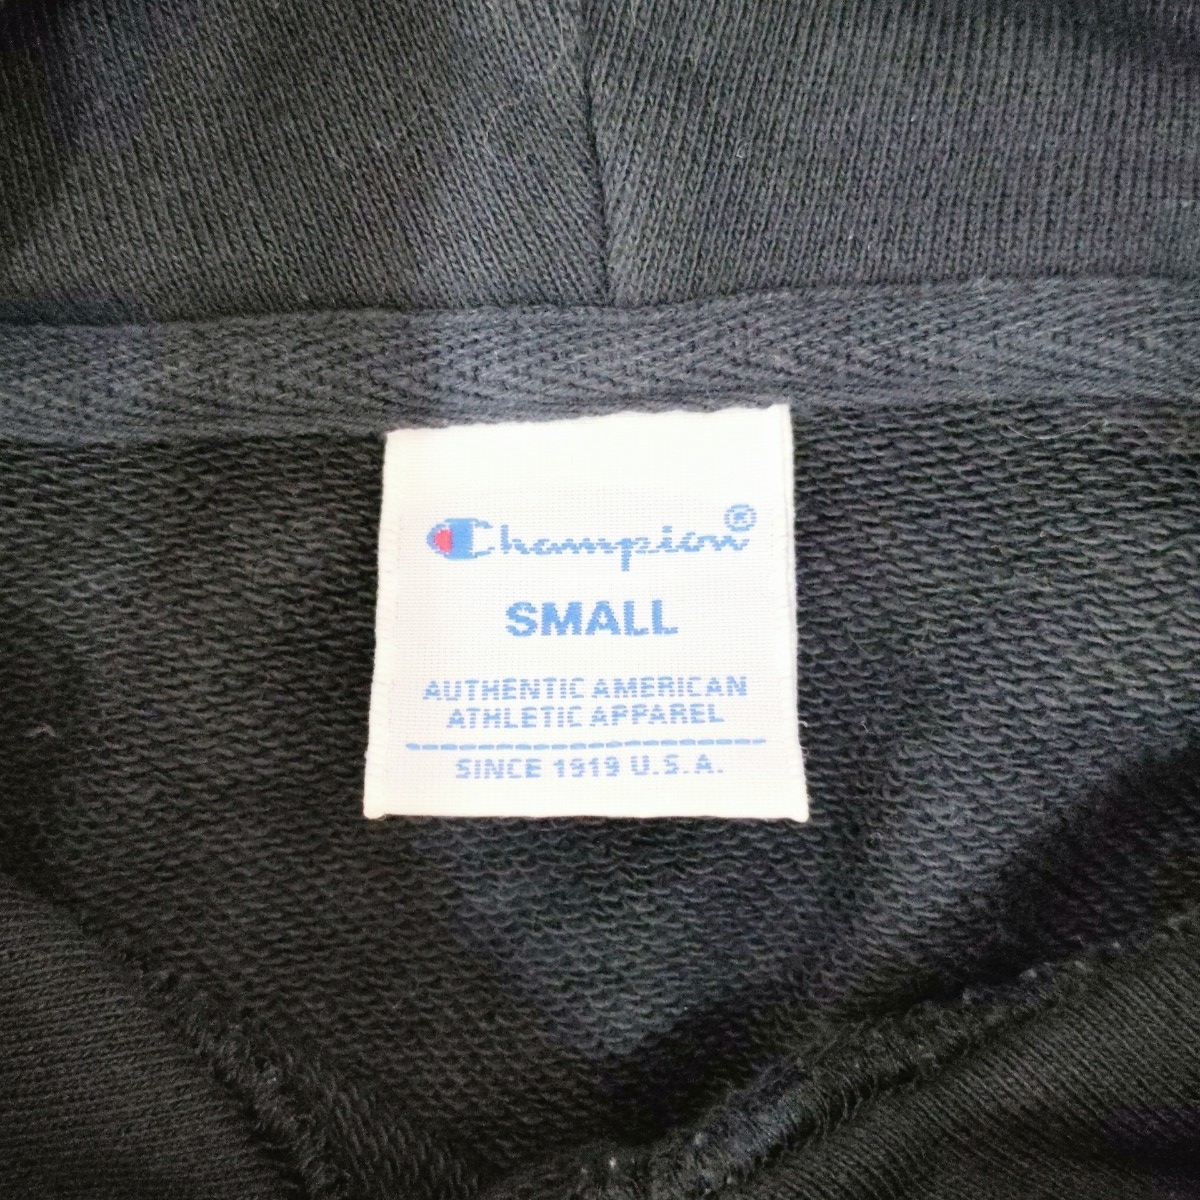 Champion®
SMALL
AUTHENTIC AMERICAN
ATHLETIC APPAREL
SINCE 1919 U.S.A.